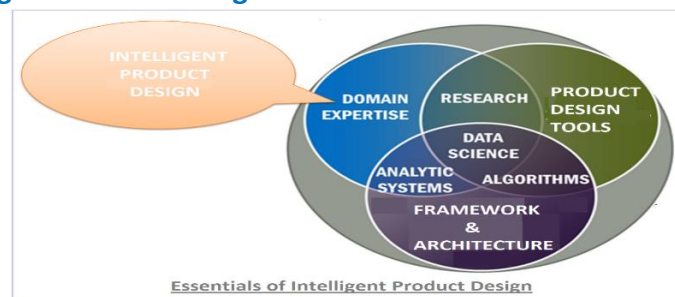 INTELLIGENT
PRODUCT
DESIGN
DOMAIN
EXPERTISE
RESEARCH
PRODUCT
DESIGN
TOOLS
DATA
SCIENCE
ANALYTIC
SYSTEMS
ALGORITHMS
FRAMEWORK
&
ARCHITECTURE
Essentials of Intelligent Product Design